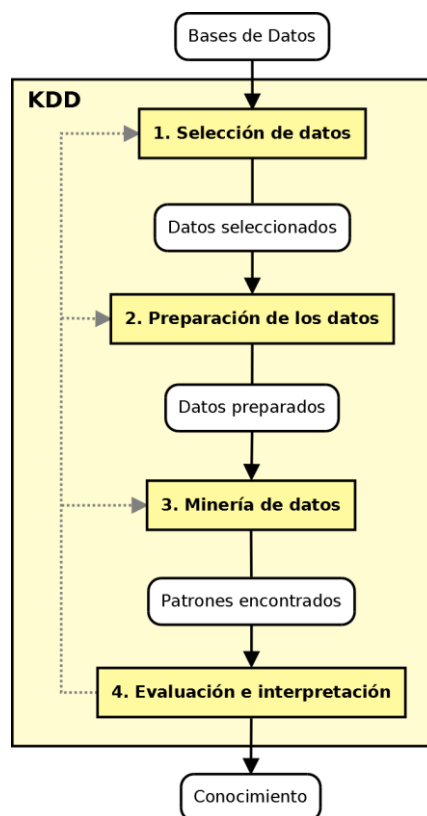 Bases de Datos
KDD
1. Selección de datos
Datos seleccionados
2. Preparación de los datos
Datos preparados
3. Minería de datos
Patrones encontrados
4. Evaluación e interpretación
Conocimiento